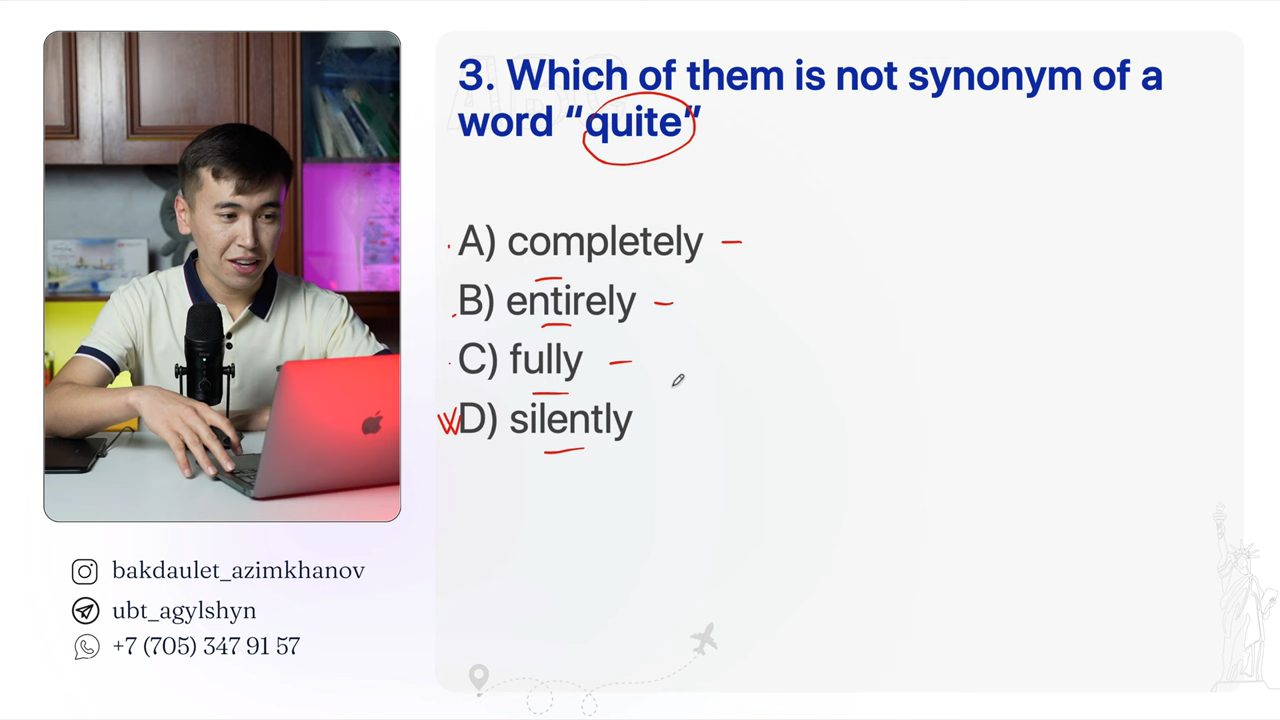 3. Which of them is not synonym of a
word “quite”
A) completely
B) entirely
C) fully
D) silently
bakdaulet_azimkhanov
ubt_agylshyn
+7 (705) 347 91 57